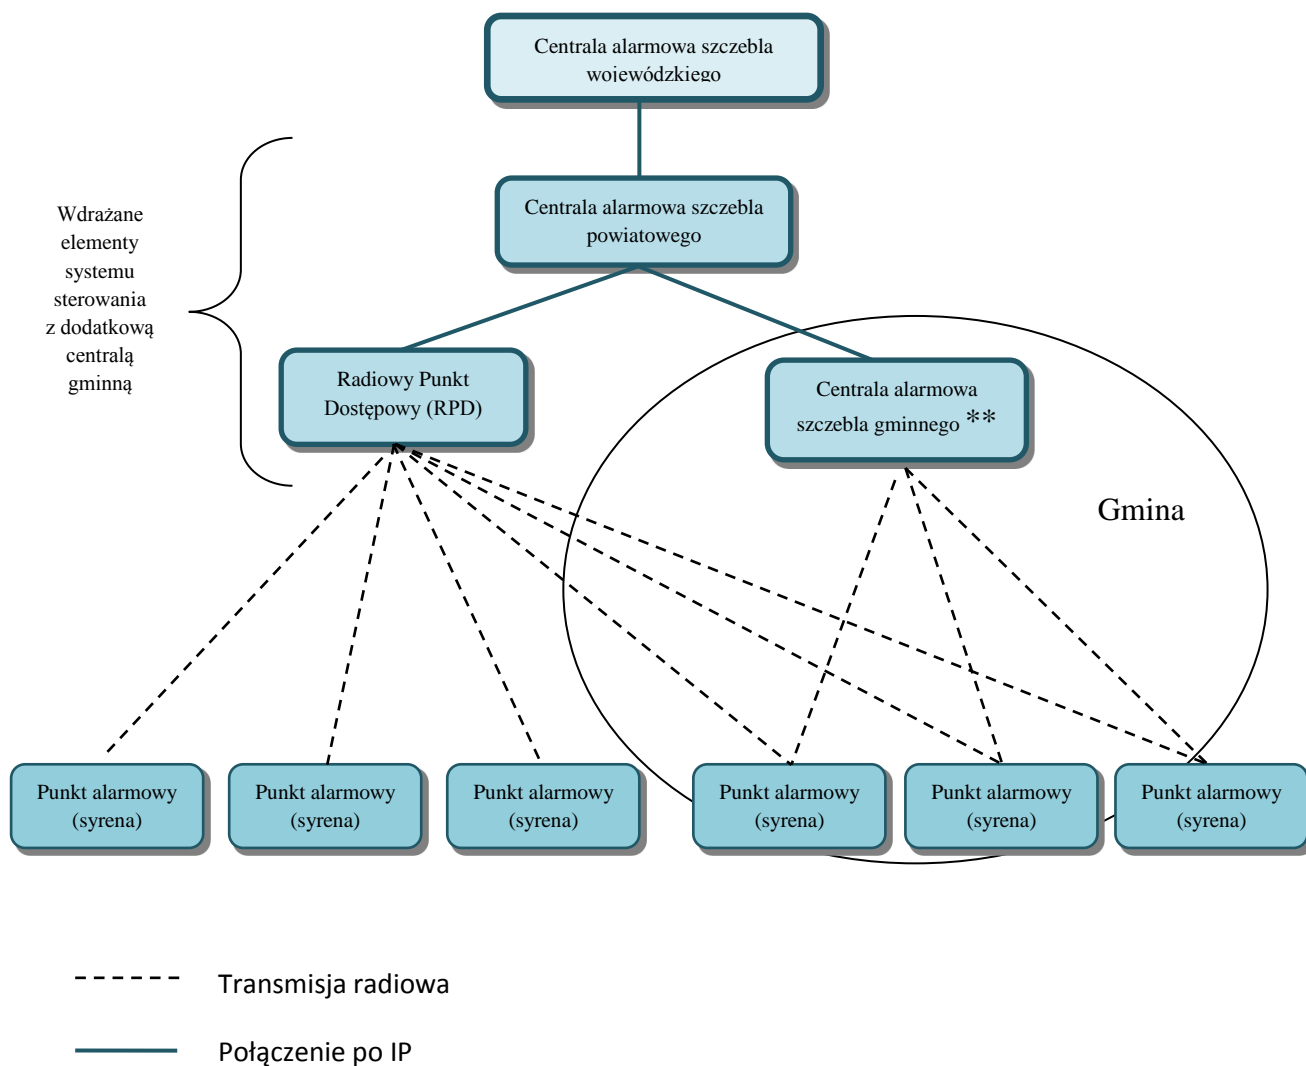 Centrala alarmowa szczebla
wojewódzkiego
Centrala alarmowa szczebla
powiatowego
Wdrażane
elementy
systemu
sterowania
z dodatkową
centralą
gminną
Radiowy Punkt
Dostępowy (RPD)
Centrala alarmowa
szczebla gminnego **
Gmina
Punkt alarmowy
(syrena)
Punkt alarmowy
(syrena)
Punkt alarmowy
(syrena)
Punkt alarmowy
(syrena)
Punkt alarmowy
(syrena)
Punkt alarmowy
(syrena)
Transmisja radiowa
Połączenie po IP